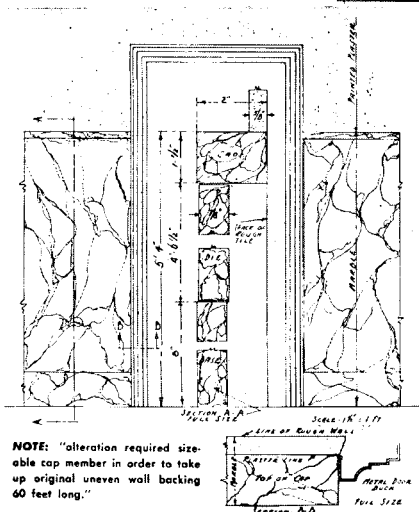 PAINTED PLASTER
2"
7/8"
1-1/2"
CAP
7/8"
FACE OF
ROUGH
TILE
5'4"
4'-6½"
DIE
MARBLE
B
B
8"
BASE
SECTION A-A
FULL SIZE
SCALE-1½"=1 FT
LINE OF ROUGH WALL
MARBLE
PLASTER LINE
TOP OF CAP
METAL DOOR
BUCK
FULL SIZE
SECTION A-A
NOTE: "alteration required size-
able cap member in order to take
up original uneven wall backing
60 feet long."